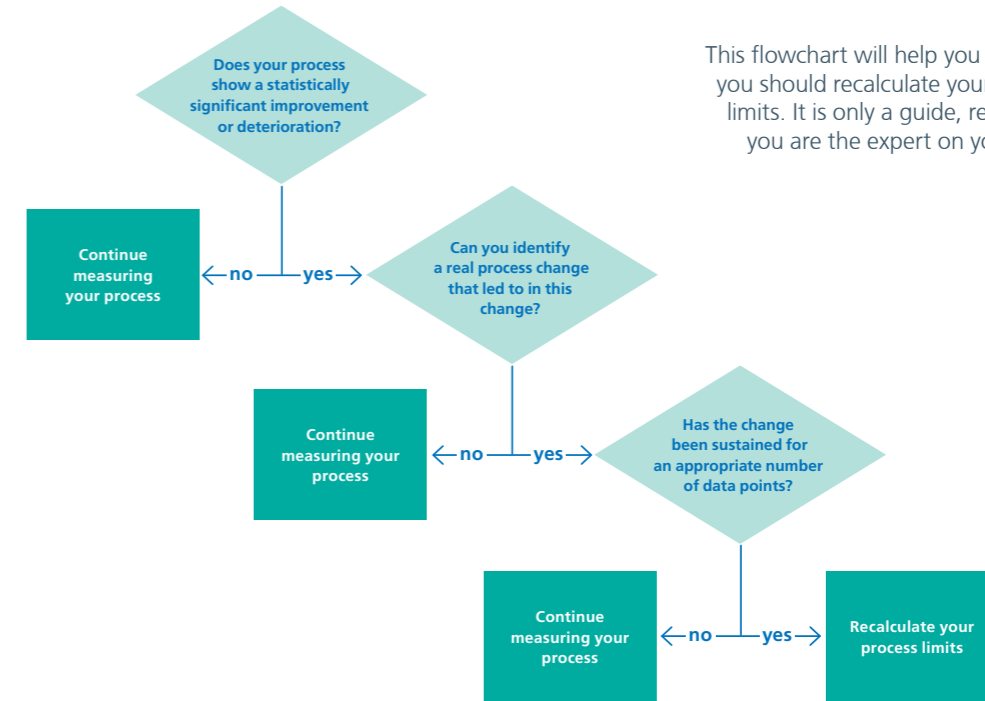 This flowchart will help you
you should recalculate your
limits. It is only a guide,
you are the expert on
Does your process
show a statistically
significant improvement
or deterioration?
Continue
measuring
your process
no
yes
Can you identify
a real process change
that led to in this
change?
Continue
measuring your
process
no
yes
Has the change
been sustained for
an appropriate number
of data points?
Continue
measuring your
process
no
yes
Recalculate your
process limits